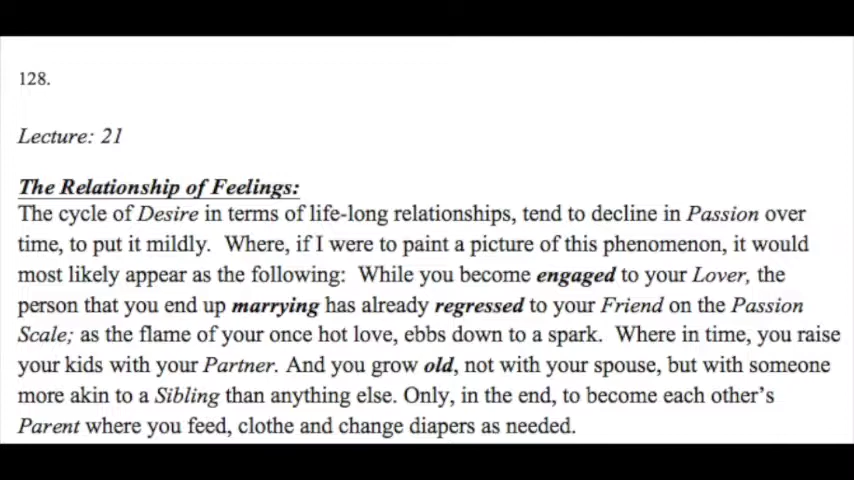 128.
Lecture: 21
The Relationship of Feelings:
The cycle of Desire in terms of life-long relationships, tend to decline in Passion over
time, to put it mildly.  Where, if I were to paint a picture of this phenomenon, it would
most likely appear as the following:  While you become engaged to your Lover, the
person that you end up marrying has already regressed to your Friend on the Passion
Scale; as the flame of your once hot love, ebbs down to a spark.  Where in time, you raise
your kids with your Partner. And you grow old, not with your spouse, but with someone
more akin to a Sibling than anything else. Only, in the end, to become each other’s
Parent where you feed, clothe and change diapers as needed.